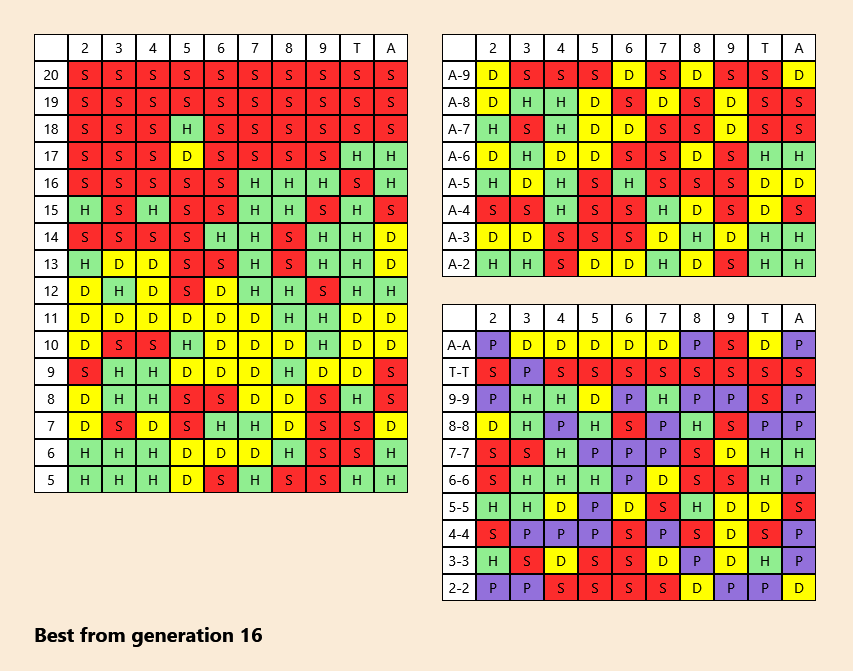 2 3 4 5 6 7 8 9 T A
20 S S S S S S S S S S
19 S S S S S S S S S S
18 S S S H S S S S S S
17 S S S D S S S S H H
16 S S S S S H H H S H
15 H S H S S H H S H S
14 S S S S H H S H H D
13 H D D S S H S H H D
12 D H D S D H H S H H
11 D D D D D D H H D D
10 D S S H D D D H D D
9 S H H D D D H D D S
8 D H H S S D D S H S
7 D S D S H H D S S D
6 H H H D D D H S S H
5 H H H D S H S S H H
2 3 4 5 6 7 8 9 T A
A-9 D S S S D S D S S D
A-8 D H H D S D S D S S
A-7 H S H D D S S D S S
A-6 D H D D S S D S H H
A-5 H D H S H S S S D D
A-4 S S H S S H D S D S
A-3 D D S S S D H D H H
A-2 H H S D D H D S H H
2 3 4 5 6 7 8 9 T A
A-A P D D D D D P S D P
T-T S P S S S S S S S S
9-9 P H H D P H P P S P
8-8 D H P H S P H S P P
7-7 S S H P P P S D H H
6-6 S H H H P D S S H P
5-5 H H D P D S H D D S
4-4 S P P P S P S D S P
3-3 H S D S S D P D H P
2-2 P P S S S S D P P D
Best from generation 16